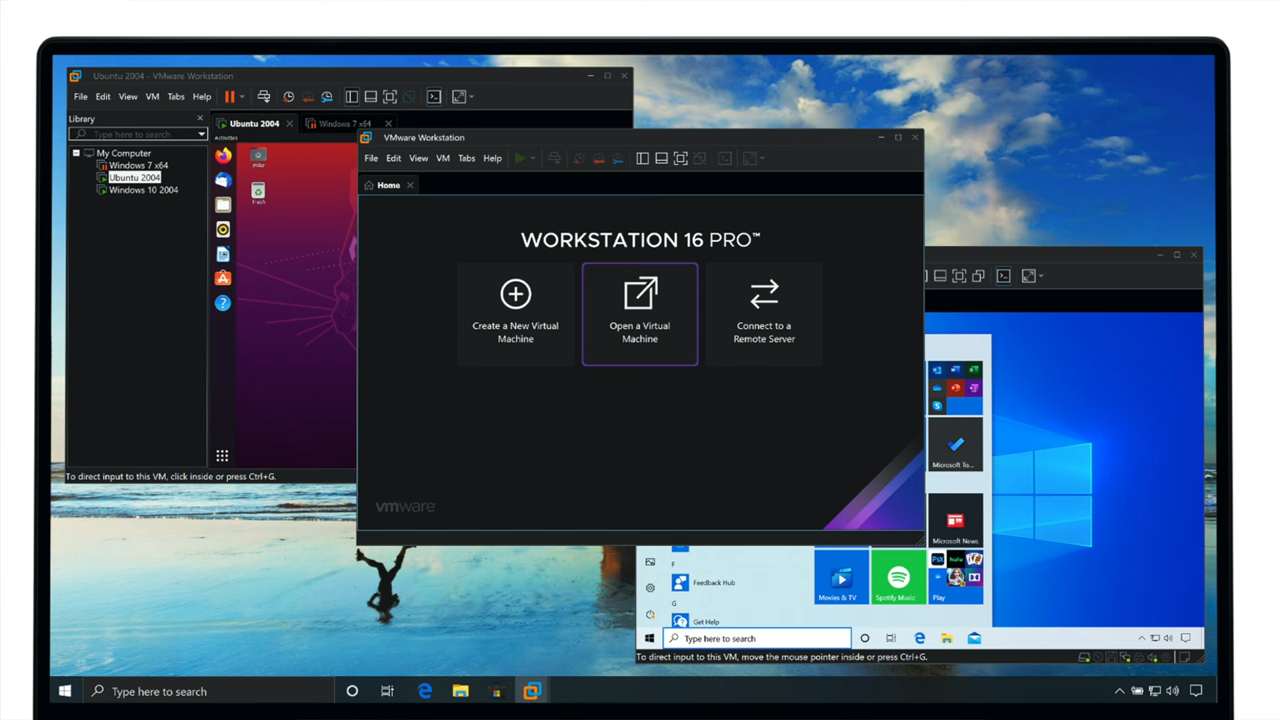 Ubuntu 2004 - VMware Workstation
File Edit View VM Tabs Help
Library
Type here to search
My Computer
Windows 7 x64
Ubuntu 2004
Windows 10 2004
Ubuntu 2004
Windows 7 x64
Activities
mike
Trash
To direct input to this VM, click inside or press Ctrl+G.
VMware Workstation
File Edit View VM Tabs Help
Home
WORKSTATION 16 PRO™
Create a New Virtual
Machine
Open a Virtual
Machine
Connect to a
Remote Server
vmware
Microsoft To...
Microsoft News
F
Feedback Hub
G
Get Help
Movies & TV
Spotify Music
hulu
Play
Type here to search
To direct input to this VM, move the mouse pointer inside or press Ctrl+G.
Type here to search